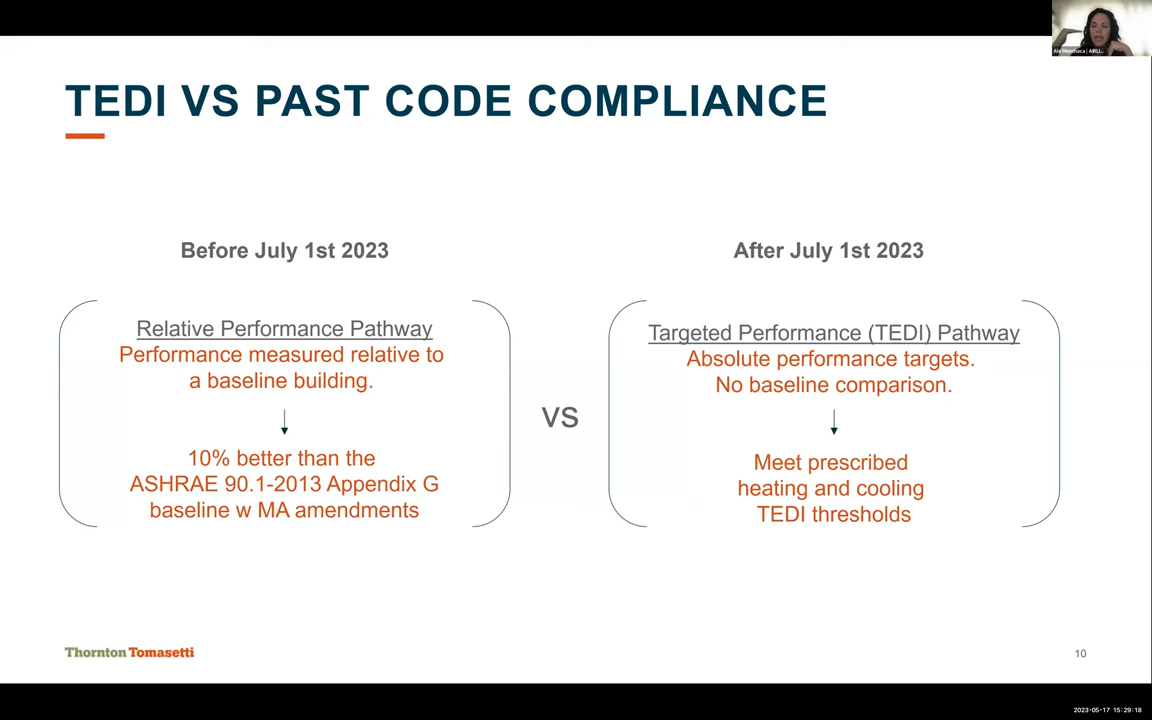 Ale Menchaca | AIRLI...
TEDI VS PAST CODE COMPLIANCE
Before July 1st 2023
Relative Performance Pathway
Performance measured relative to
a baseline building.
10% better than the
ASHRAE 90.1-2013 Appendix G
baseline w MA amendments
vs
After July 1st 2023
Targeted Performance (TEDI) Pathway
Absolute performance targets.
No baseline comparison.
Meet prescribed
heating and cooling
TEDI thresholds
Thornton Tomasetti
10
2023-05-17 15:29:18